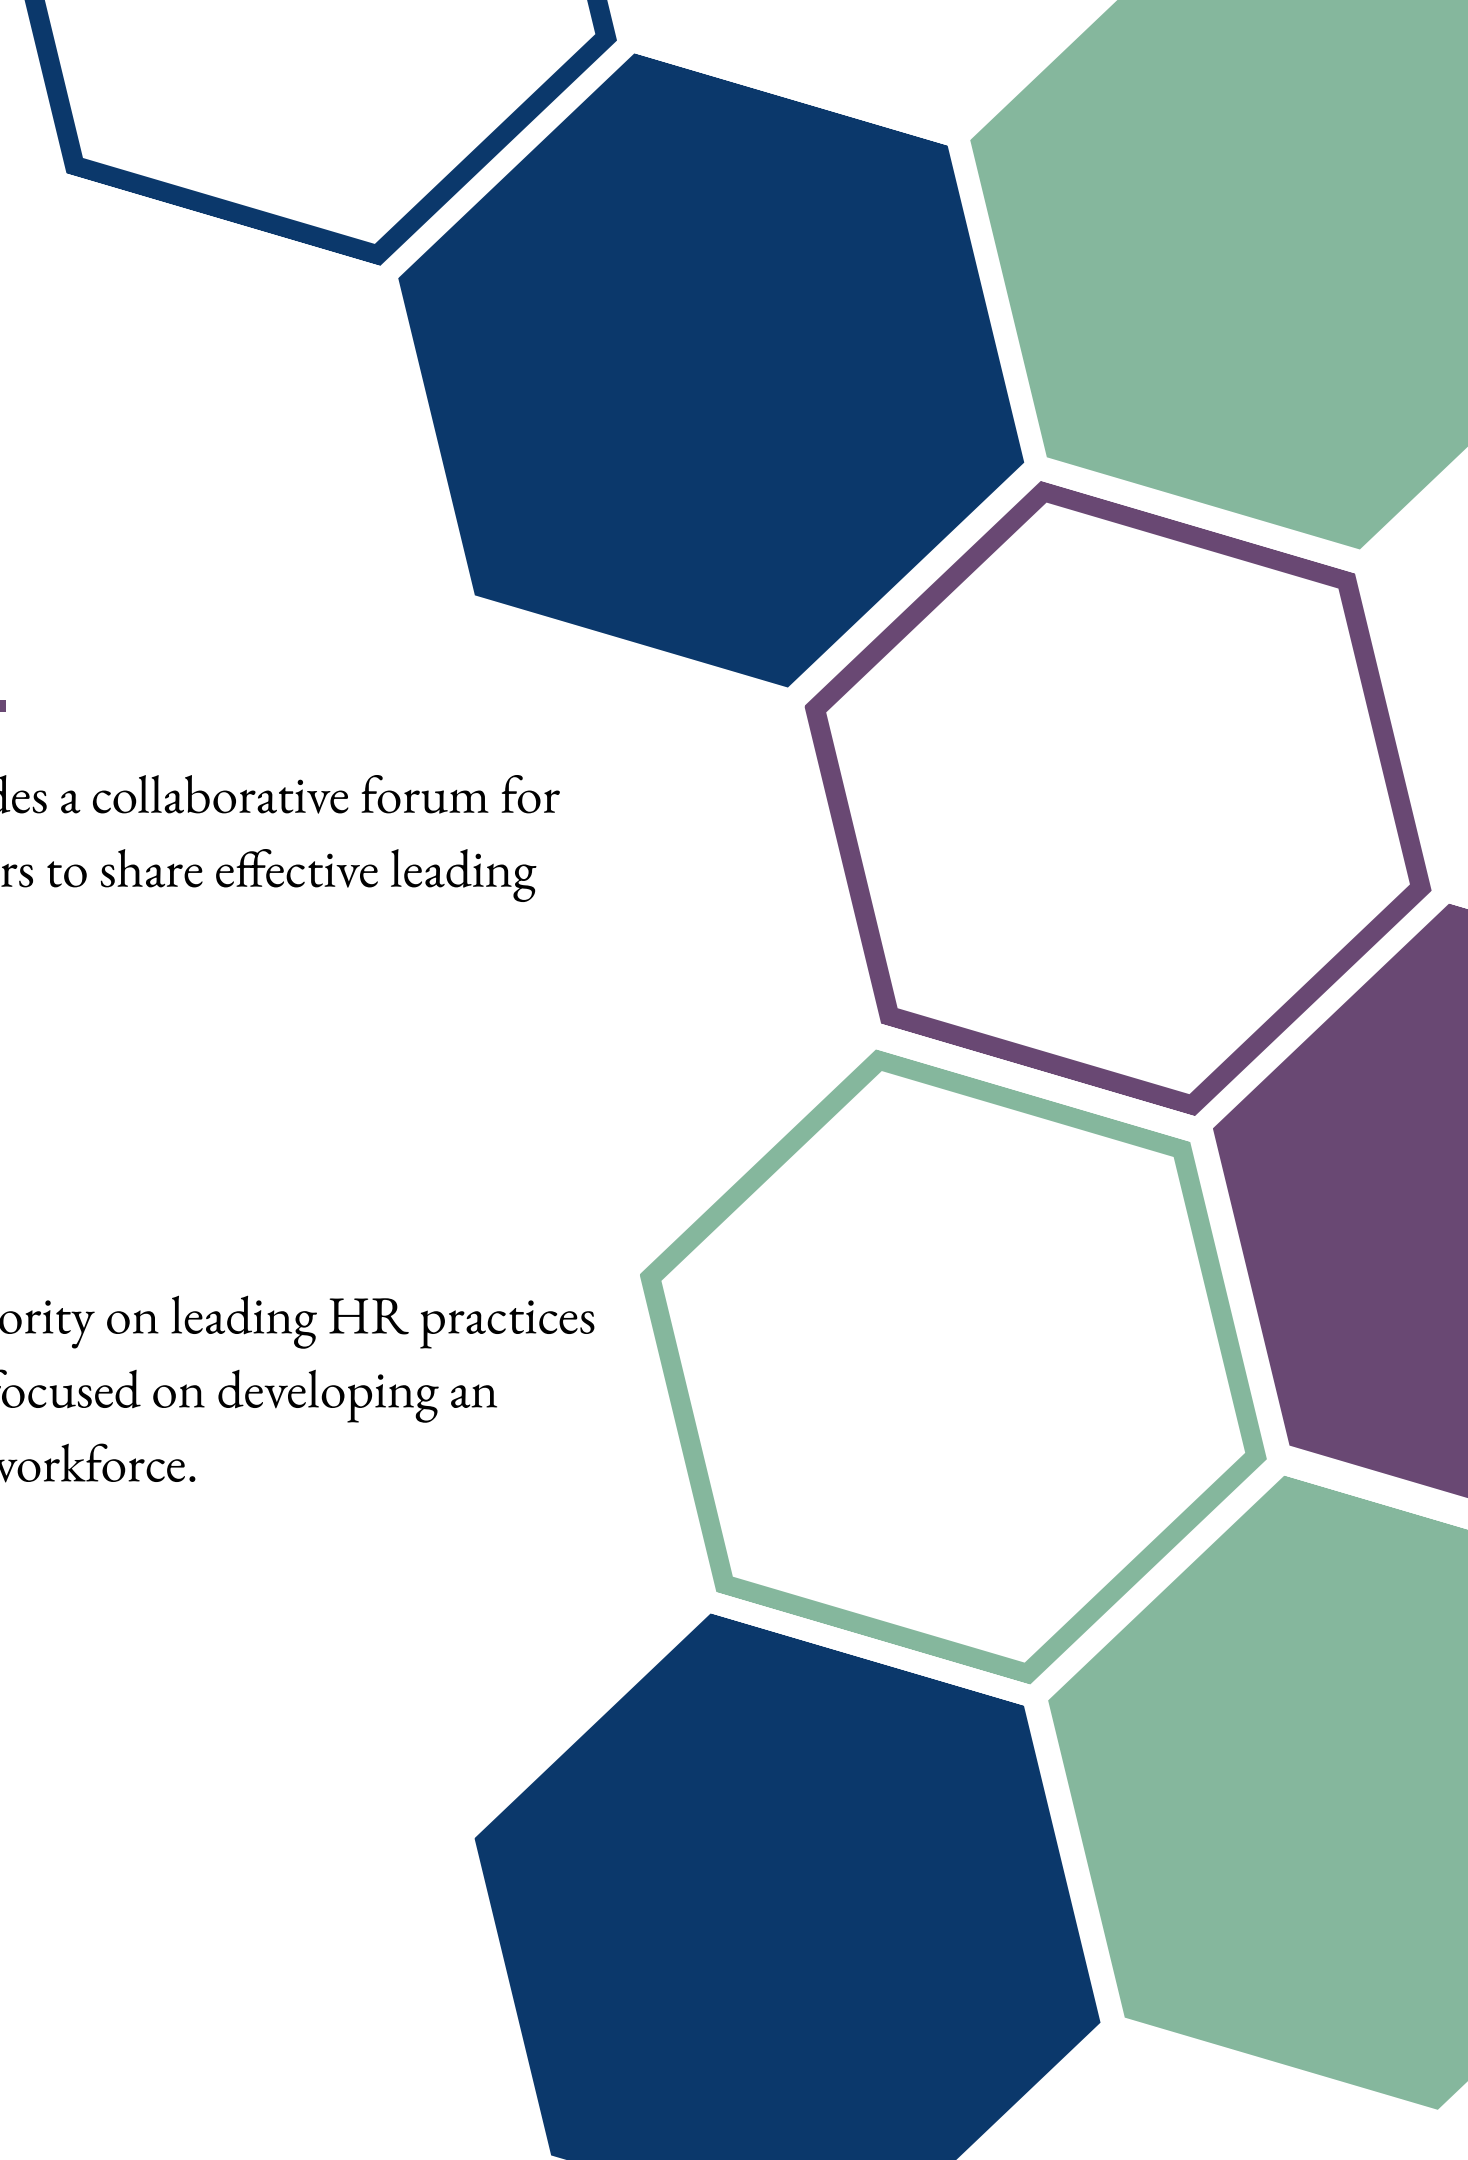 des a collaborative forum for
rs to share effective leading
ority on leading HR practices
focused on developing an
workforce.